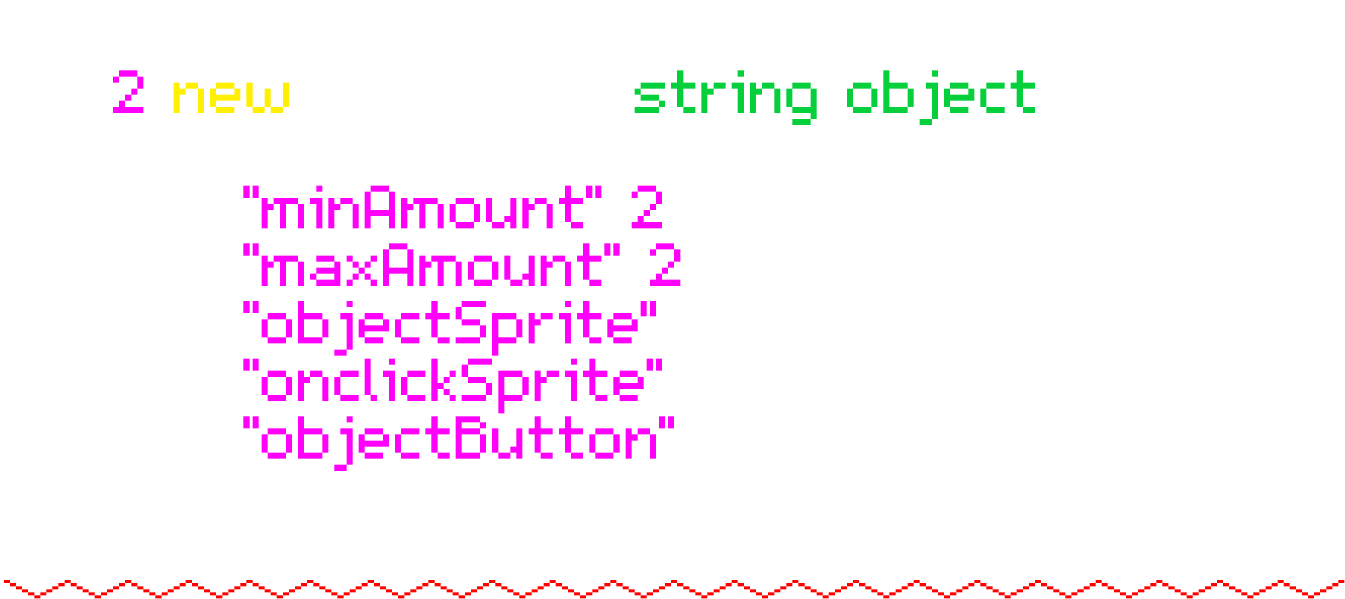 2 new string object
"minAmount" 2
"maxAmount" 2
"objectSprite"
"onclickSprite"
"objectButton"